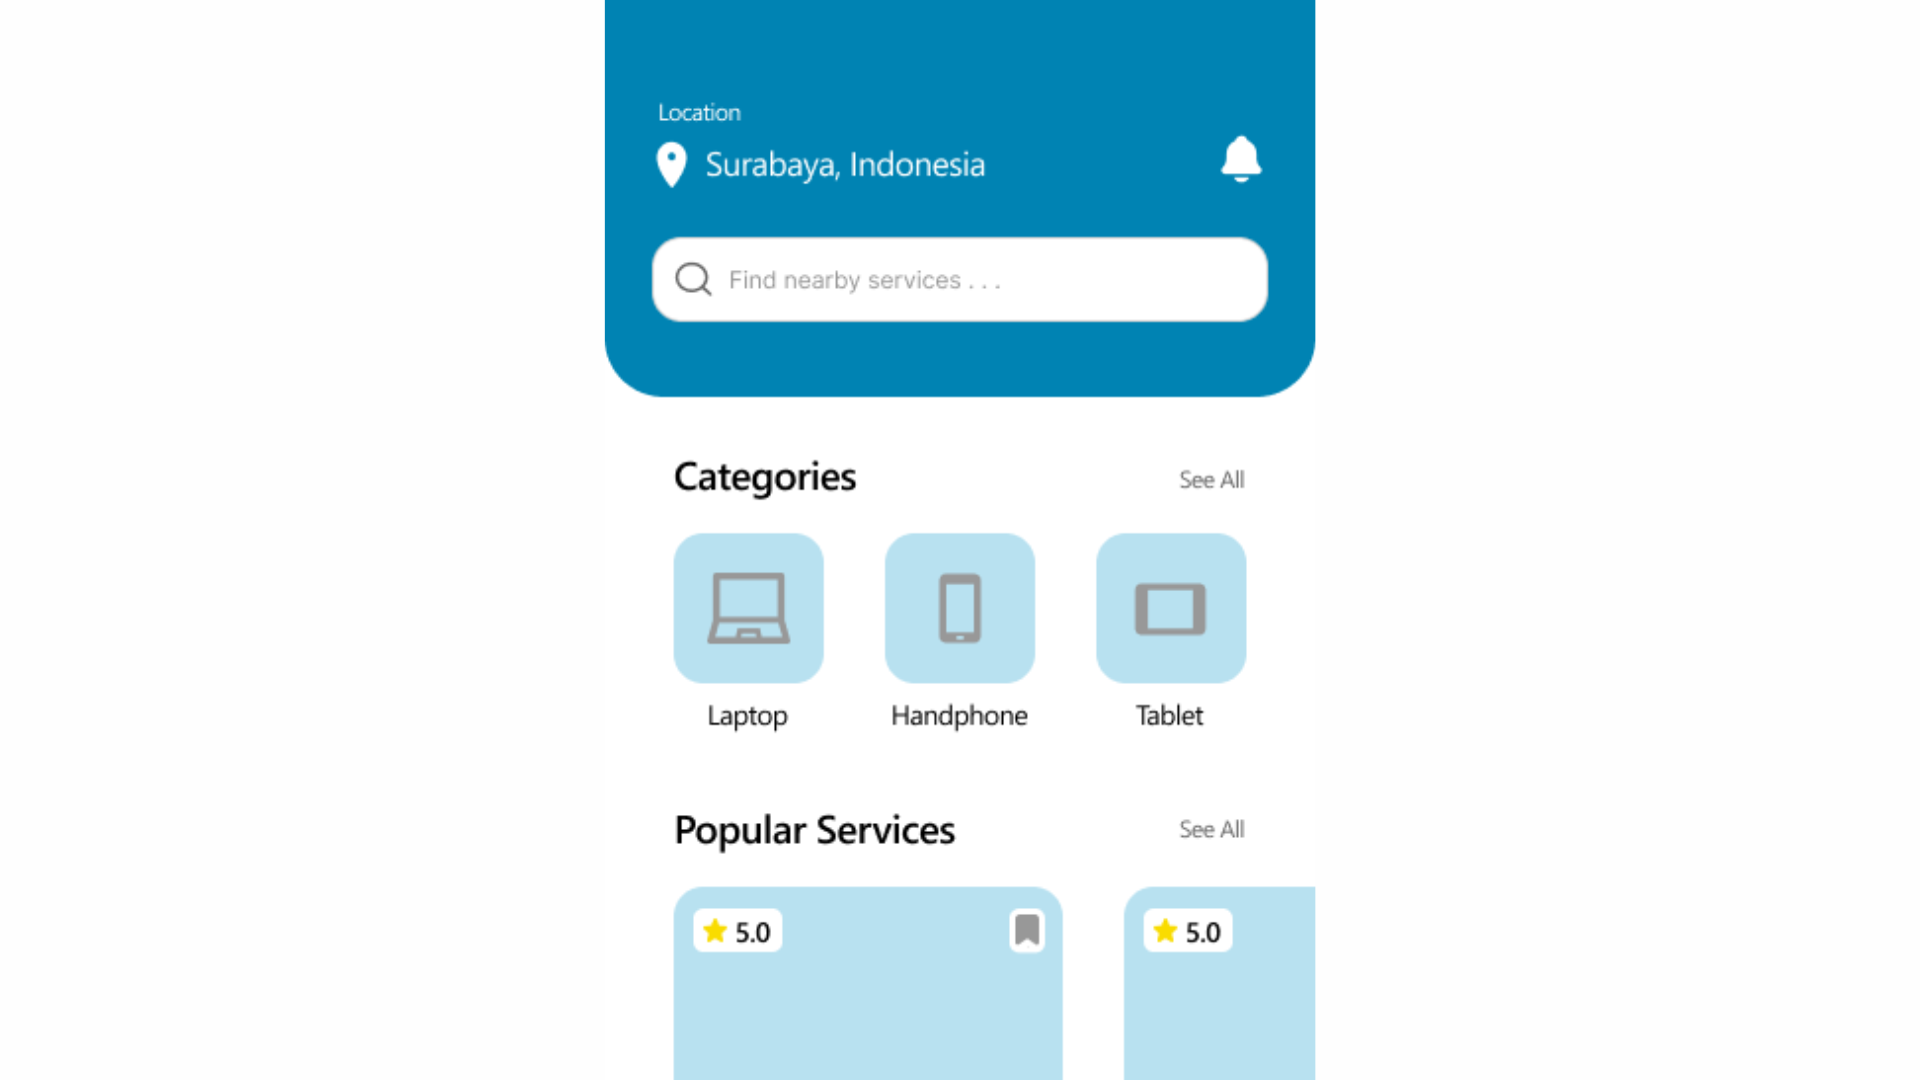 Location
Surabaya, Indonesia
Find nearby services . . .
Categories
See All
Laptop
Handphone
Tablet
Popular Services
See All
5.0
5.0